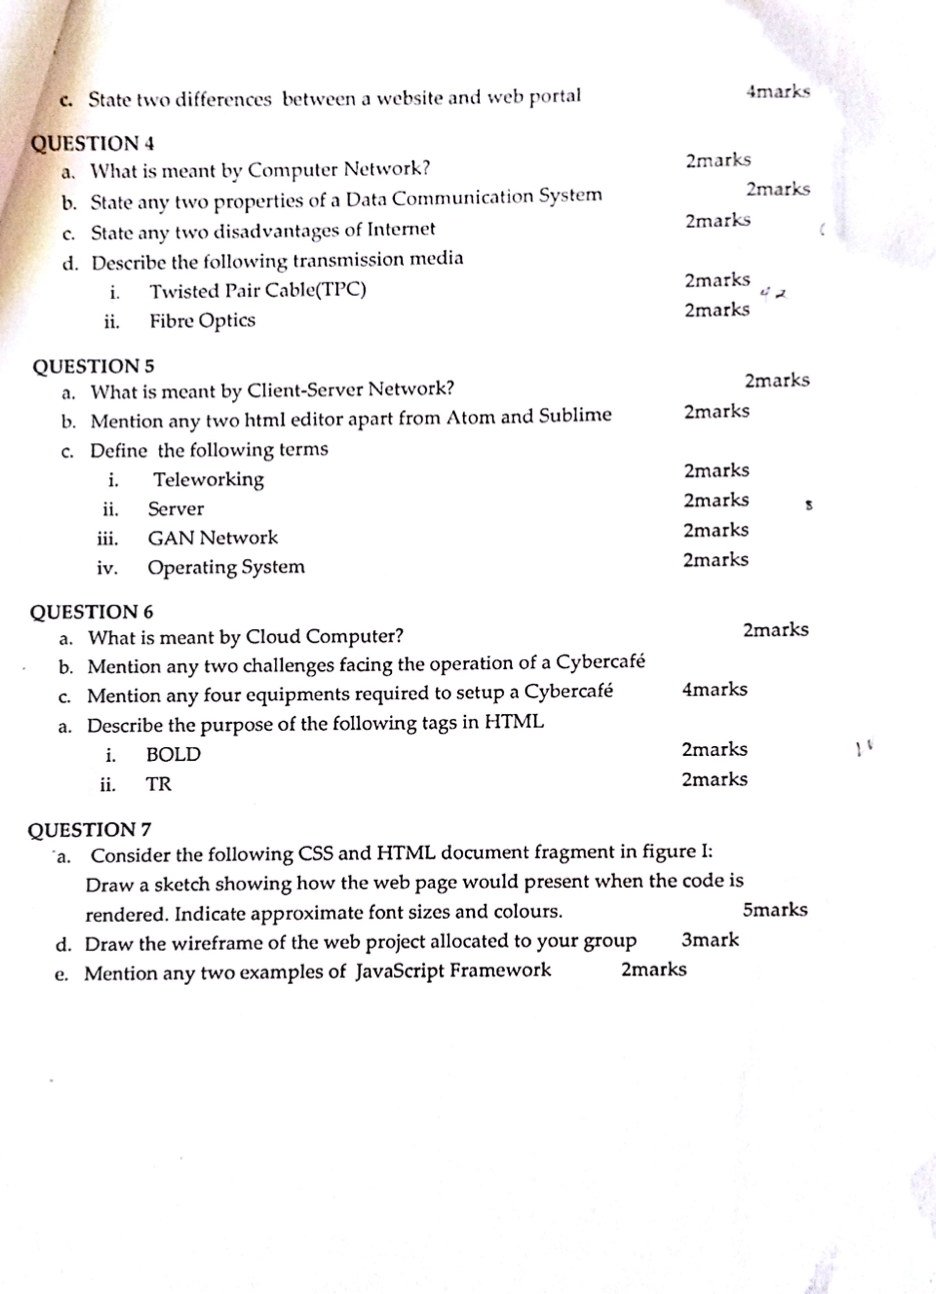 c. State two differences between a website and web portal 4marks
QUESTION 4
a. What is meant by Computer Network? 2marks
b. State any two properties of a Data Communication System 2marks
c. State any two disadvantages of Internet 2marks
d. Describe the following transmission media
i. Twisted Pair Cable(TPC) 2marks
ii. Fibre Optics 2marks
QUESTION 5
a. What is meant by Client-Server Network? 2marks
b. Mention any two html editor apart from Atom and Sublime 2marks
c. Define the following terms
i. Teleworking 2marks
ii. Server 2marks
iii. GAN Network 2marks
iv. Operating System 2marks
QUESTION 6
a. What is meant by Cloud Computer? 2marks
b. Mention any two challenges facing the operation of a Cybercafé
c. Mention any four equipments required to setup a Cybercafé 4marks
a. Describe the purpose of the following tags in HTML
i. BOLD 2marks
ii. TR 2marks
QUESTION 7
a. Consider the following CSS and HTML document fragment in figure I:
Draw a sketch showing how the web page would present when the code is
rendered. Indicate approximate font sizes and colours. 5marks
d. Draw the wireframe of the web project allocated to your group 3mark
e. Mention any two examples of JavaScript Framework 2marks